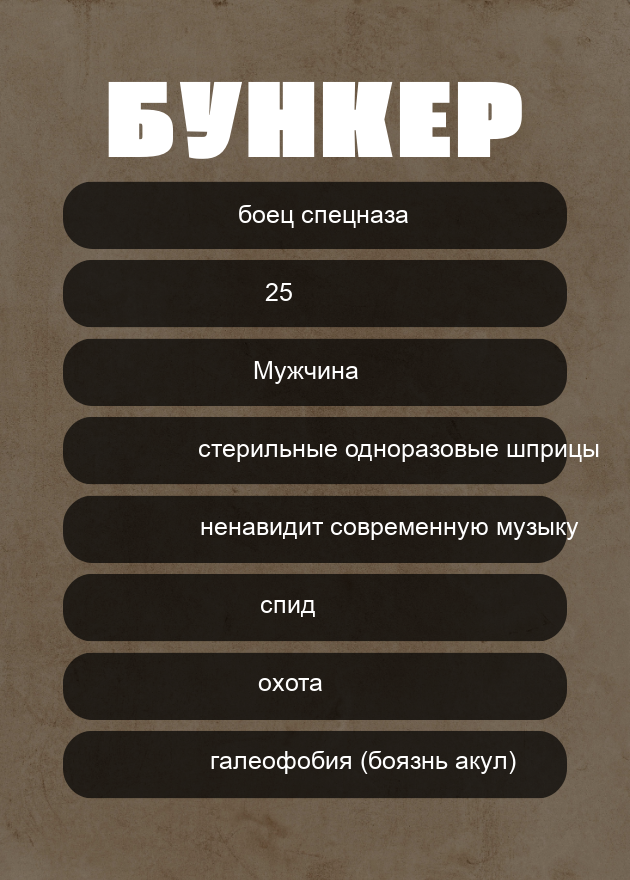 БУНКЕР
боец спецназа
25
Мужчина
стерильные одноразовые шприцы
ненавидит современную музыку
спид
охота
галеофобия (боязнь акул)